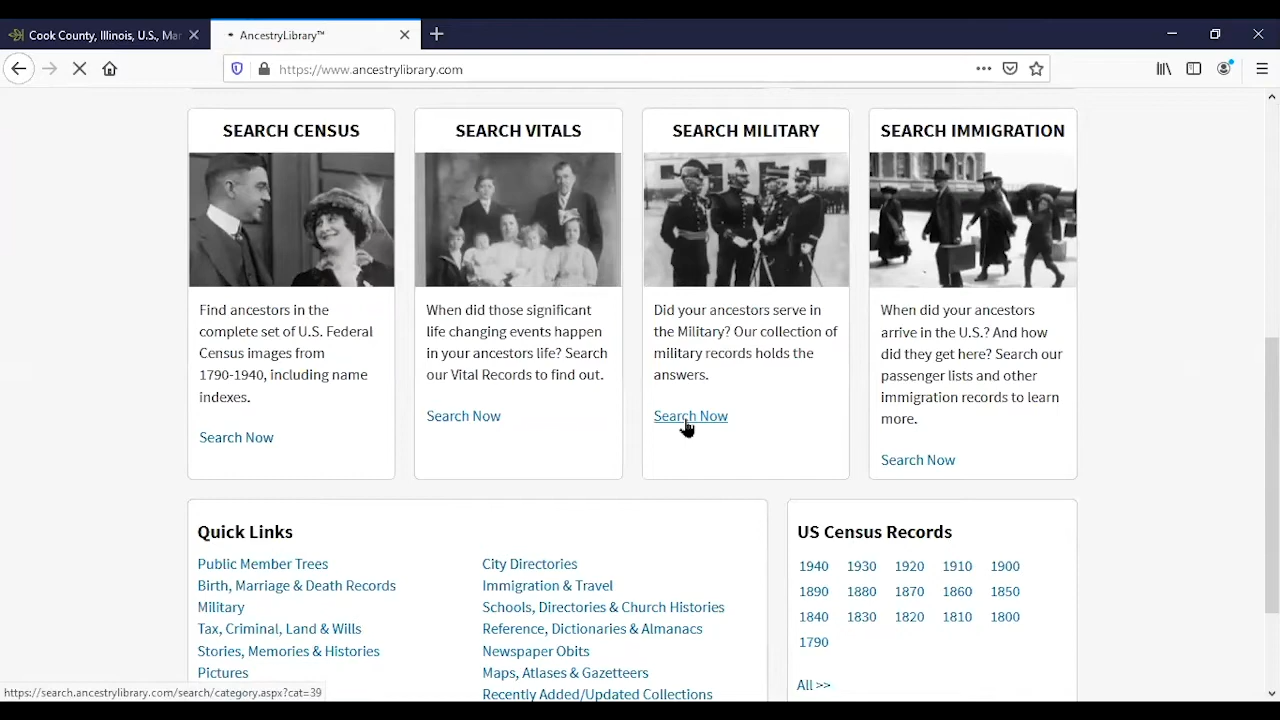 Cook County, Illinois, U.S., Mar
AncestryLibrary™
https://www.ancestrylibrary.com
SEARCH CENSUS
Find ancestors in the
complete set of U.S. Federal
Census images from
1790-1940, including name
indexes.
Search Now
SEARCH VITALS
When did those significant
life changing events happen
in your ancestors life? Search
our Vital Records to find out.
Search Now
SEARCH MILITARY
Did your ancestors serve in
the Military? Our collection of
military records holds the
answers.
Search Now
SEARCH IMMIGRATION
When did your ancestors
arrive in the U.S.? And how
did they get here? Search our
passenger lists and other
immigration records to learn
more.
Search Now
Quick Links
Public Member Trees
Birth, Marriage & Death Records
Military
Tax, Criminal, Land & Wills
Stories, Memories & Histories
Pictures
City Directories
Immigration & Travel
Schools, Directories & Church Histories
Reference, Dictionaries & Almanacs
Newspaper Obits
Maps, Atlases & Gazetteers
Recently Added/Updated Collections
US Census Records
1940 1930 1920 1910 1900
1890 1880 1870 1860 1850
1840 1830 1820 1810 1800
1790
All >>
https://search.ancestrylibrary.com/search/category.aspx?cat=39